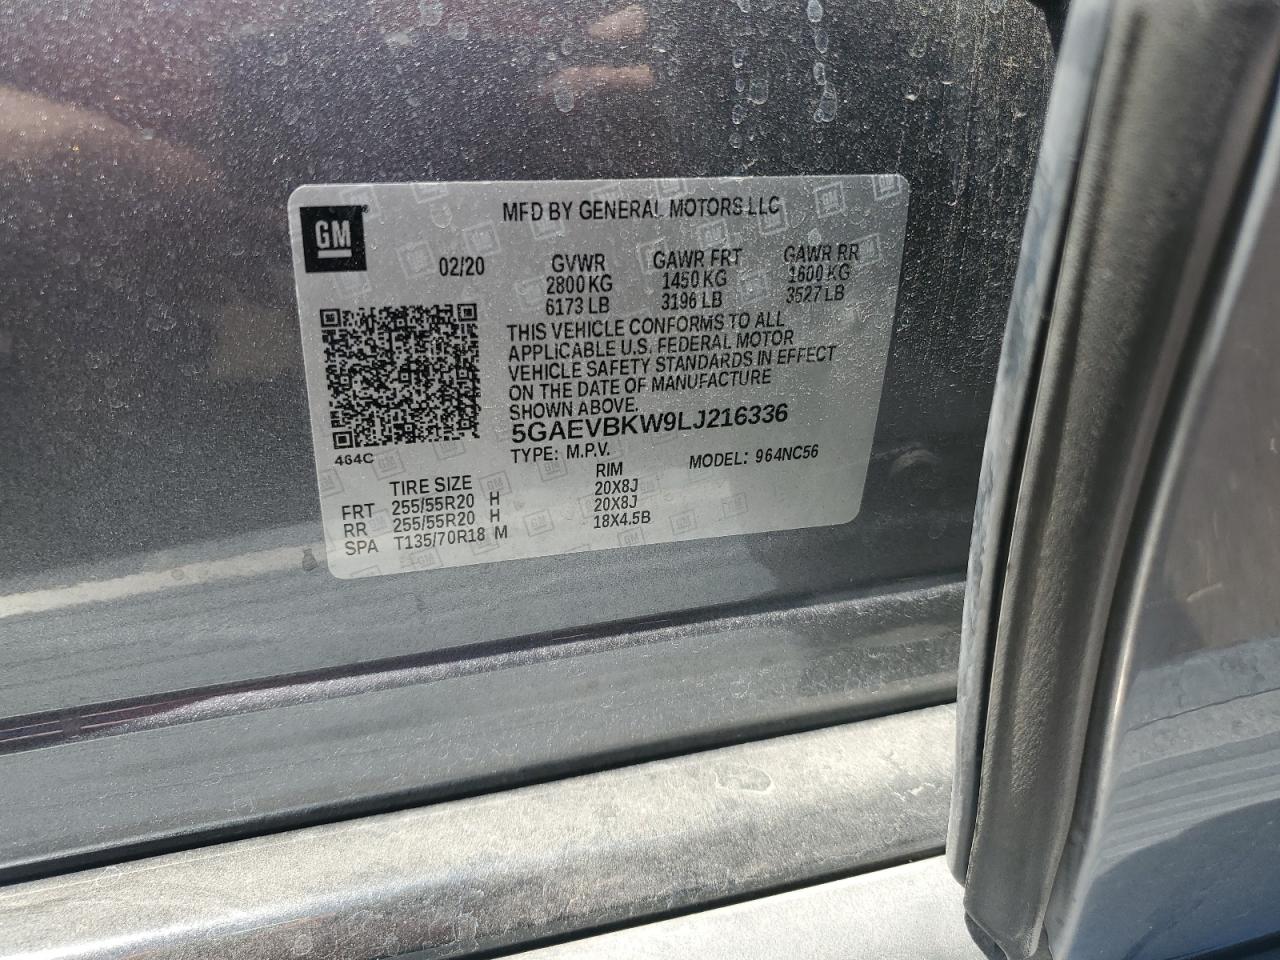 MFD BY GENERAL MOTORS LLC
GM
02/20 GVWR GAWR FRT GAWR RR
2800 KG 1450 KG 1600 KG
6173 LB 3196 LB 3527 LB
THIS VEHICLE CONFORMS TO ALL
APPLICABLE U.S. FEDERAL MOTOR
VEHICLE SAFETY STANDARDS IN EFFECT
ON THE DATE OF MANUFACTURE
SHOWN ABOVE.
5GAEVBKW9LJ216336
464C TYPE: M.P.V. MODEL: 964NC56
TIRE SIZE RIM
FRT 255/55R20 H 20X8J
RR 255/55R20 H 20X8J
SPA T135/70R18 M 18X4.5B